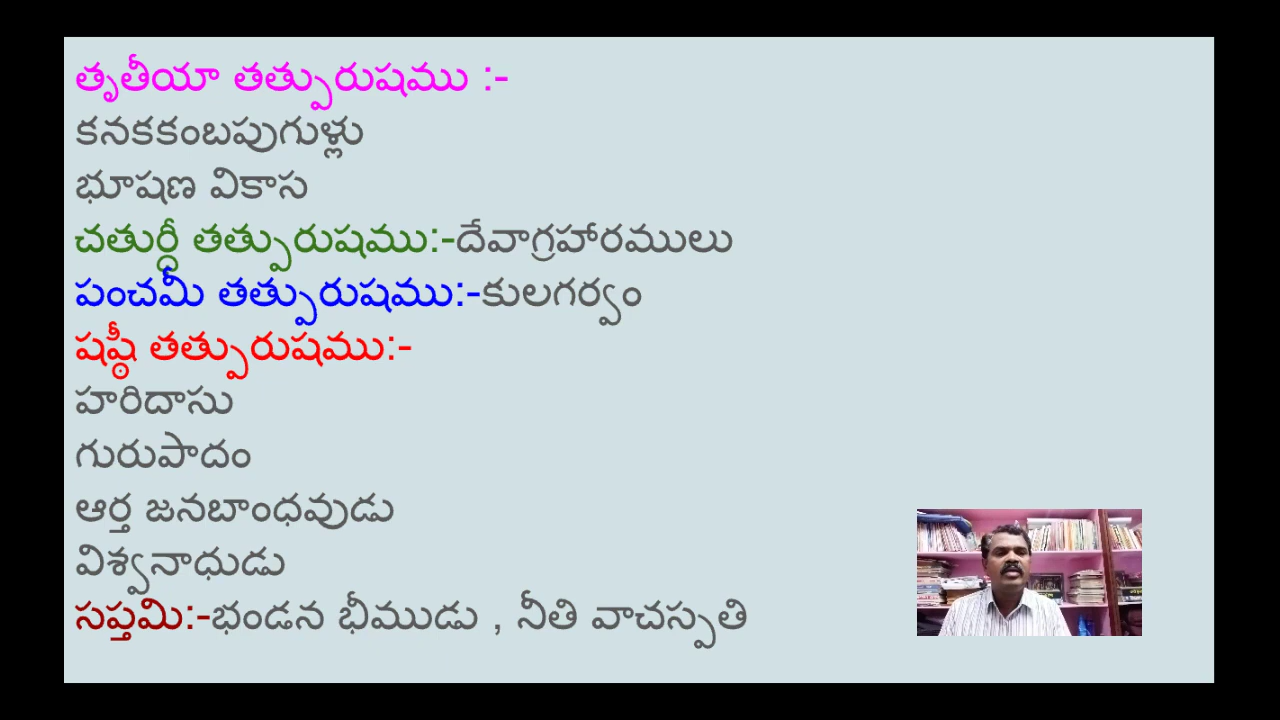 తృతీయా తత్పురుషము :-
కనకకంబపుగుళ్లు
భూషణ వికాస
చతుర్థీ తత్పురుషము:-దేవాగ్రహారములు
పంచమీ తత్పురుషము:-కులగర్వం
షష్ఠీ తత్పురుషము:-
హరిదాసు
గురుపాదం
ఆర్త జనబాంధవుడు
విశ్వనాధుడు
సప్తమి:-భండన భీముడు , నీతి వాచస్పతి